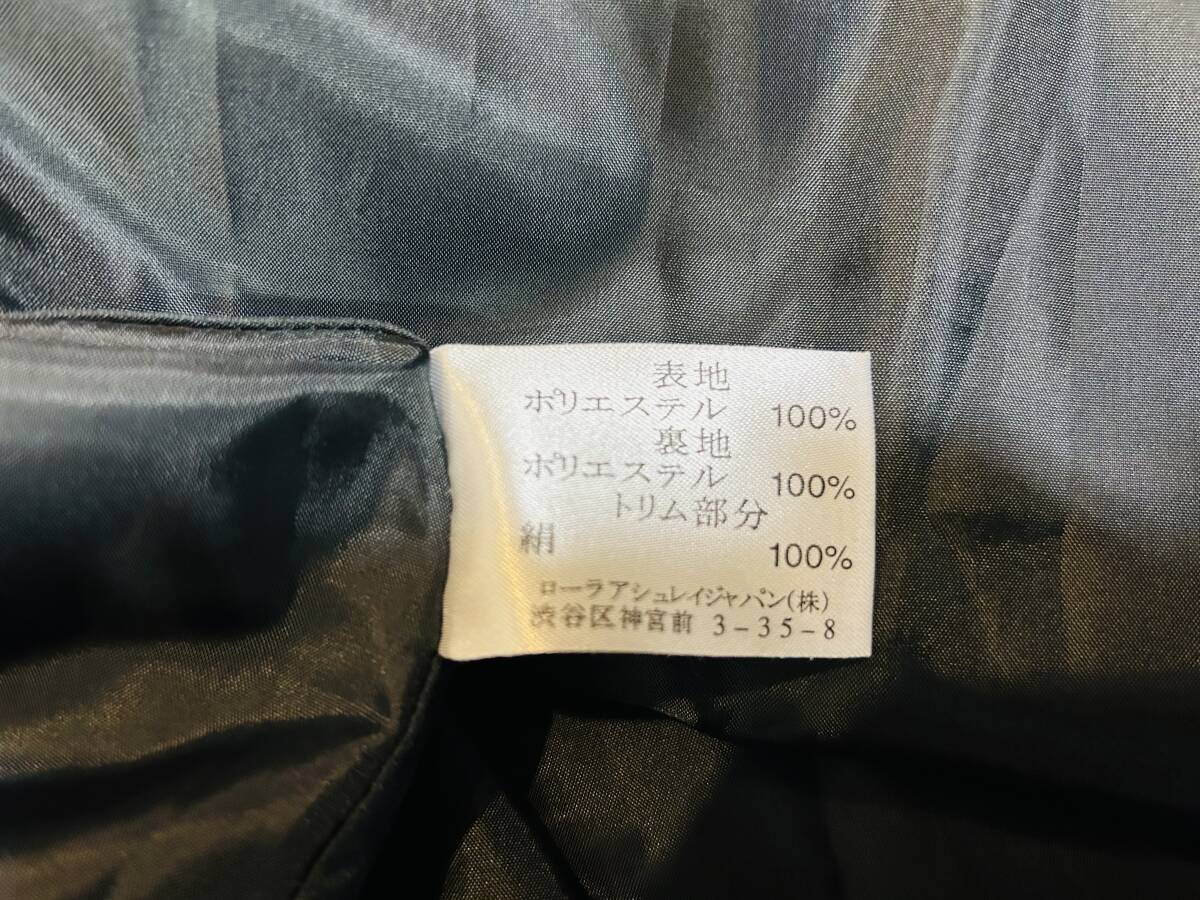 表地
ポリエステル 100%
裏地
ポリエステル 100%
トリム部分
絹 100%
ローラアシュレイジャパン(株)
渋谷区神宮前 3-35-8